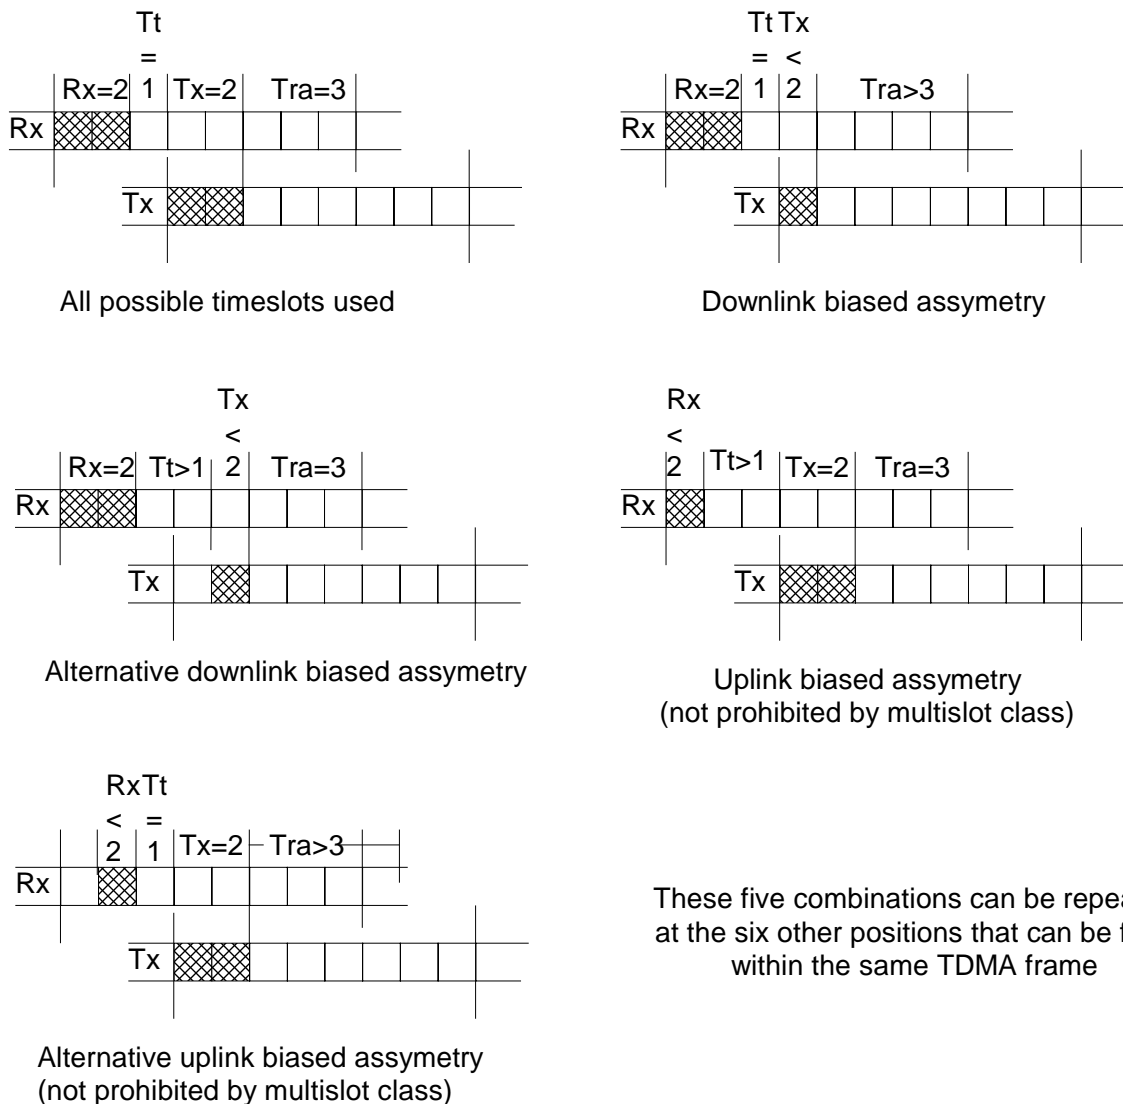 Tt
=
1
Rx=2 Tx=2 Tra=3
Rx
Tx
All possible timeslots used
Tt Tx
= <
1 2
Rx=2 Tra>3
Rx
Tx
Downlink biased assymetry
Tx
<
2
Rx=2 Tt>1 Tra=3
Rx
Tx
Alternative downlink biased assymetry
Rx
<
2
Tt>1 Tx=2 Tra=3
Rx
Tx
Uplink biased assymetry
(not prohibited by multislot class)
RxTt
< =
2 1
Tx=2 Tra>3
Rx
Tx
Alternative uplink biased assymetry
(not prohibited by multislot class)
These five combinations can be
at the six other positions that can be
within the same TDMA frame